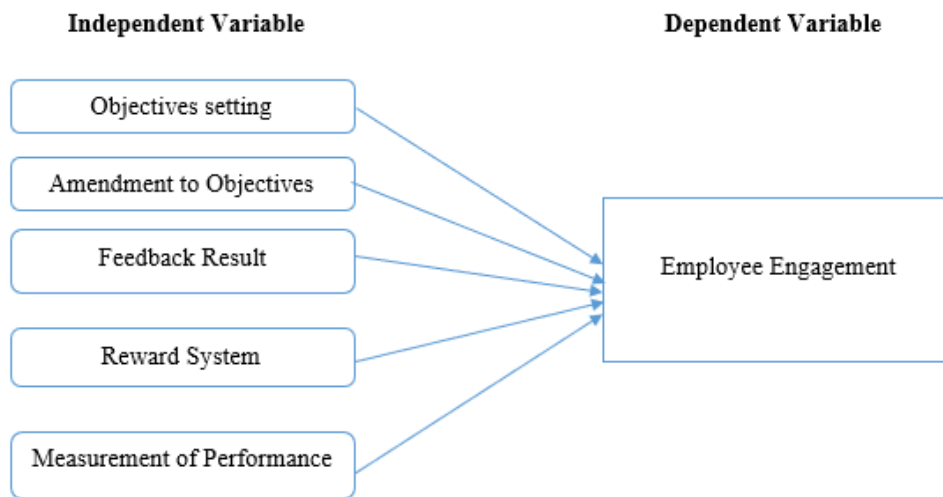 Independent Variable
Dependent Variable
Objectives setting
Amendment to Objectives
Feedback Result
Employee Engagement
Reward System
Measurement of Performance